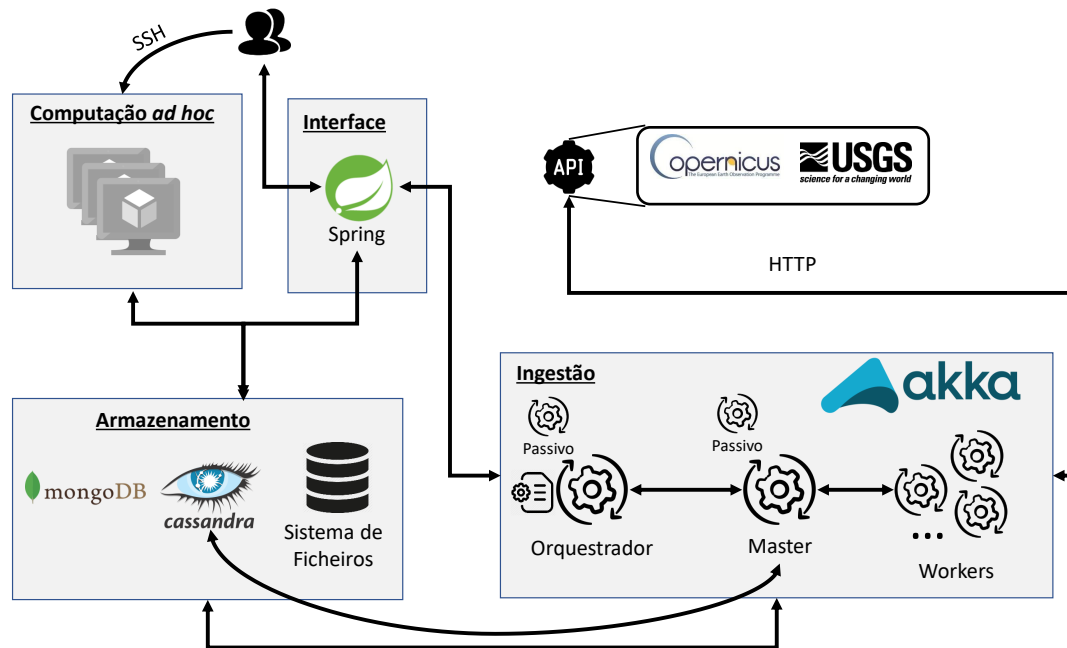 SSH
Computação ad hoc
Interface
Spring
API
Copernicus
The European Earth Observation Programme
USGS
science for a changing world
HTTP
Armazenamento
mongoDB
cassandra
Sistema de
Ficheiros
Ingestão
akka
Passivo
Passivo
Orquestrador
Master
...
Workers